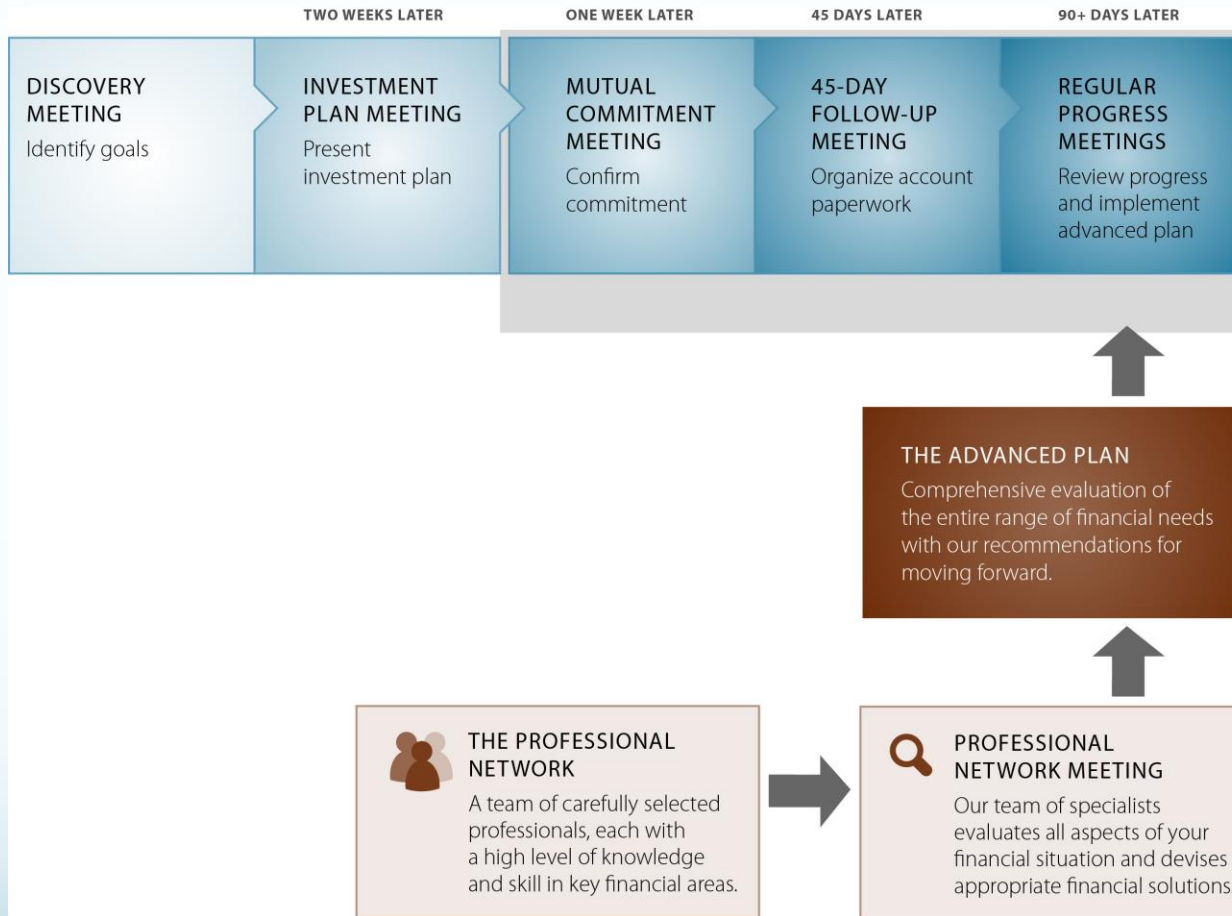 TWO WEEKS LATER
ONE WEEK LATER
45 DAYS LATER
90+ DAYS LATER
DISCOVERY
MEETING
Identify goals
INVESTMENT
PLAN MEETING
Present
investment plan
MUTUAL
COMMITMENT
MEETING
Confirm
commitment
45-DAY
FOLLOW-UP
MEETING
Organize account
paperwork
REGULAR
PROGRESS
MEETINGS
Review progress
and implement
advanced plan
THE ADVANCED PLAN
Comprehensive evaluation of
the entire range of financial needs
with our recommendations for
moving forward.
THE PROFESSIONAL
NETWORK
A team of carefully selected
professionals, each with
a high level of knowledge
and skill in key financial areas.
PROFESSIONAL
NETWORK MEETING
Our team of specialists
evaluates all aspects of your
financial situation and devises
appropriate financial solutions.